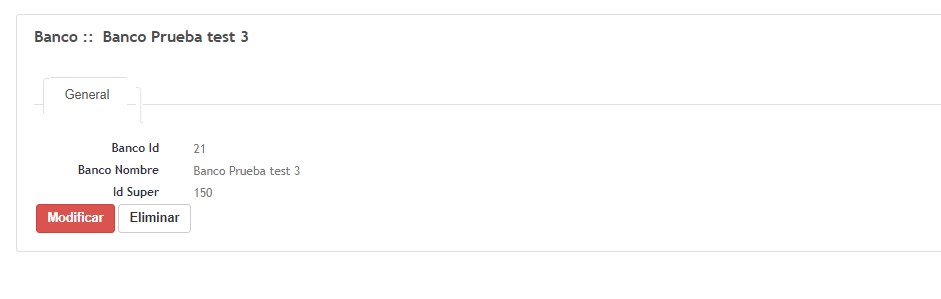 Banco :: Banco Prueba test 3
General
Banco Id 21
Banco Nombre Banco Prueba test 3
Id Super 150
Modificar Eliminar